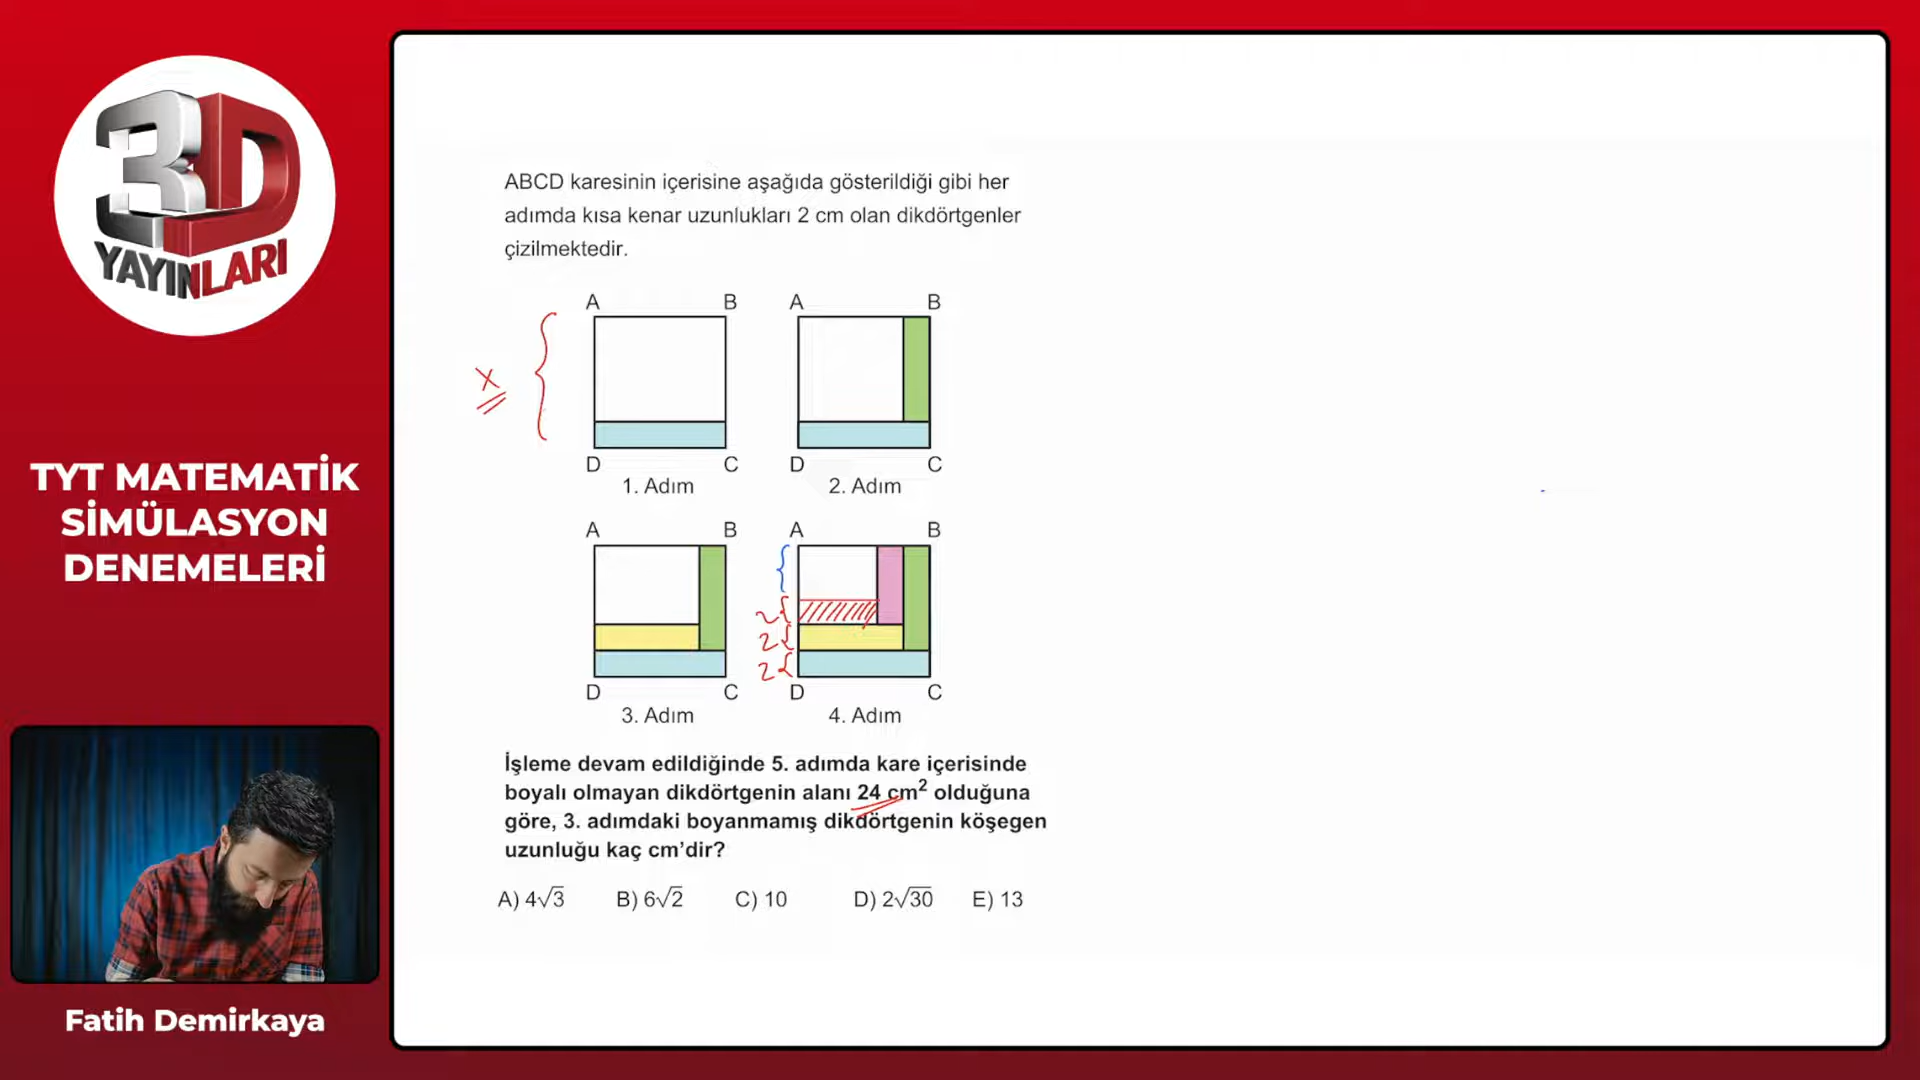 3D
YAYINLARI
TYT MATEMATİK
SİMÜLASYON
DENEMELERİ
Fatih Demirkaya
ABCD karesinin içerisine aşağıda gösterildiği gibi her
adımda kısa kenar uzunlukları 2 cm olan dikdörtgenler
çizilmektedir.
A B
x
D C
1. Adım
A B
D C
2. Adım
A B
D C
3. Adım
A B
2
2
2
D C
4. Adım
İşleme devam edildiğinde 5. adımda kare içerisinde
boyalı olmayan dikdörtgenin alanı 24 cm² olduğuna
göre, 3. adımdaki boyanmamış dikdörtgenin köşegen
uzunluğu kaç cm'dir?
A) 4√3 B) 6√2 C) 10 D) 2√30 E) 13